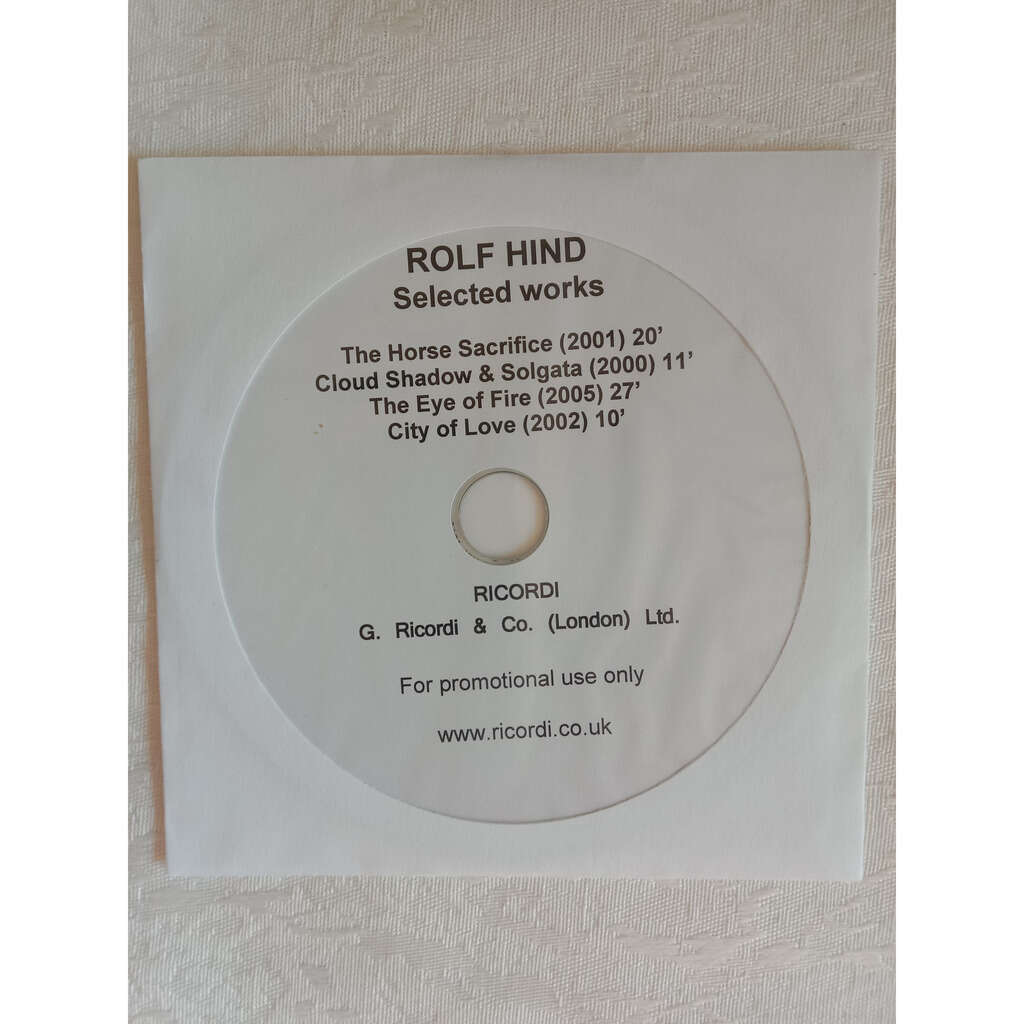 ROLF HIND
Selected works
The Horse Sacrifice (2001) 20’
Cloud Shadow & Solgata (2000) 11’
The Eye of Fire (2005) 27’
City of Love (2002) 10’
RICORDI
G. Ricordi & Co. (London) Ltd.
For promotional use only
www.ricordi.co.uk